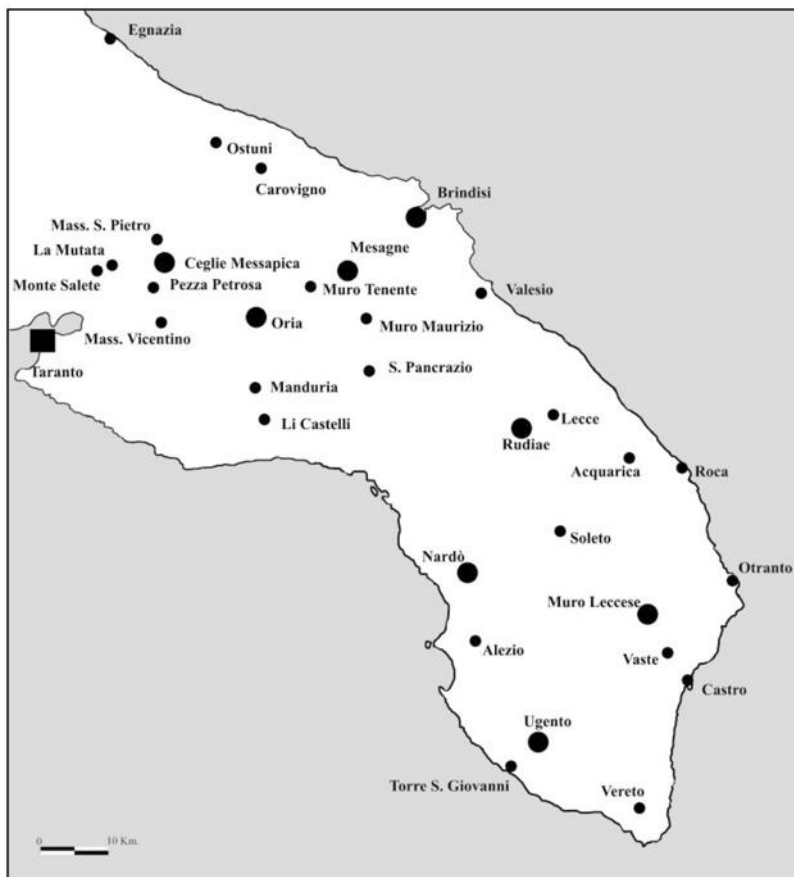 Egnazia
Ostuni
Carovigno
Brindisi
Mass. S. Pietro
Mesagne
La Mutata
Ceglie Messapica
Monte Salete
Pezza Petrosa
Muro Tenente
Valesio
Mass. Vicentino
Oria
Muro Maurizio
Taranto
S. Pancrazio
Manduria
Li Castelli
Lecce
Rudiae
Acquarica
Roca
Soleto
Nardò
Otranto
Muro Leccese
Alezio
Vaste
Castro
Ugento
Torre S. Giovanni
Vereto
0 10 Km.